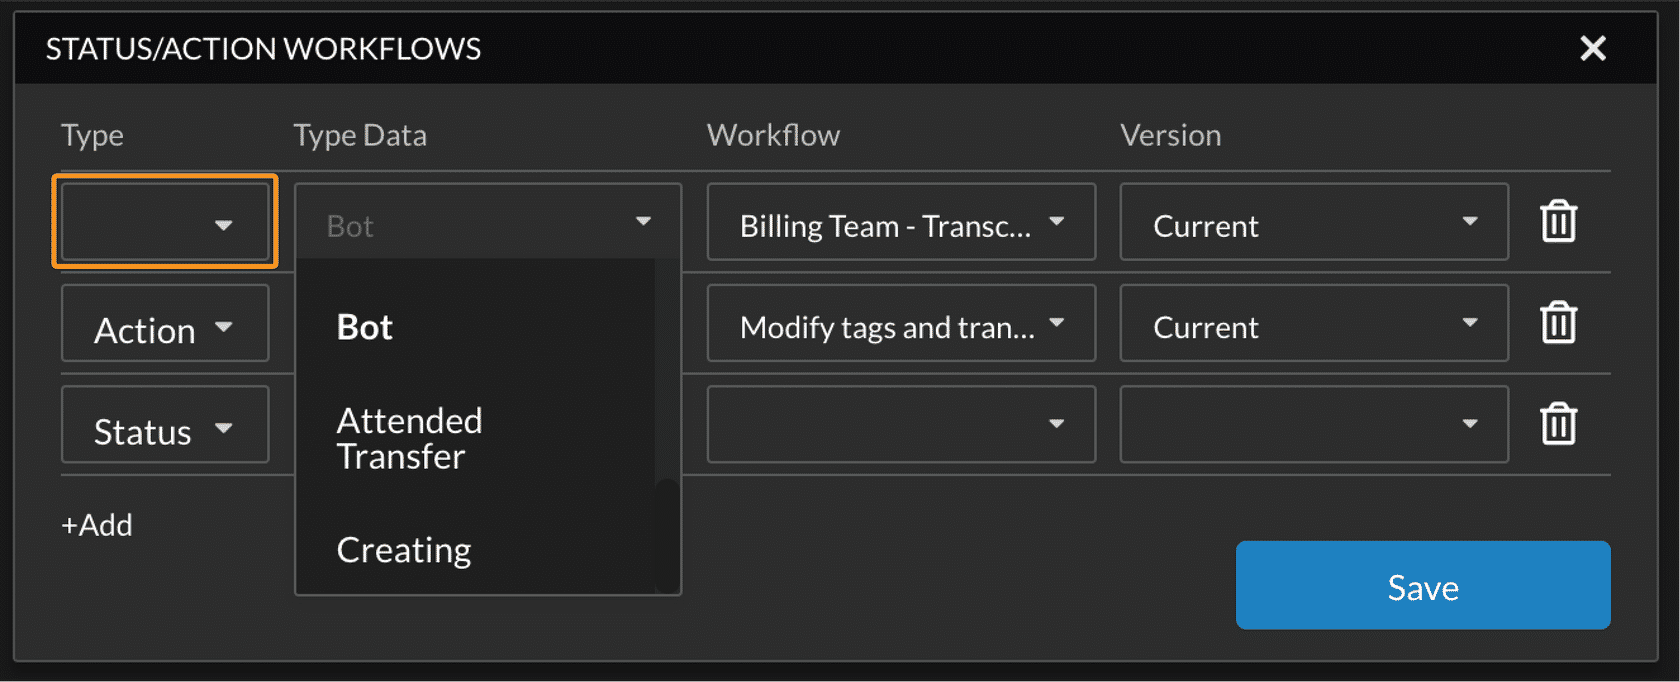 STATUS/ACTION WORKFLOWS
Type Type Data Workflow Version
Bot Billing Team - Transc... Current
Action Modify tags and tran... Current
Status
Bot
Attended
Transfer
Creating
+Add
Save